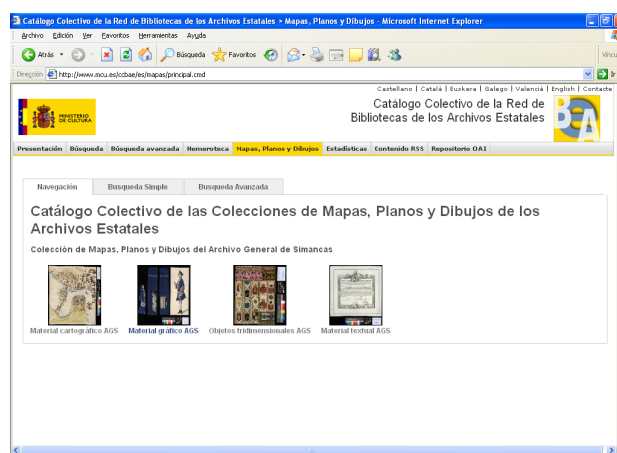 Catálogo Colectivo de la Red de Bibliotecas de los Archivos Estatales > Mapas, Planos y Dibujos - Microsoft Internet Explorer
Archivo Edición Ver Favoritos Herramientas Ayuda
Atrás Búsqueda Favoritos Víncu
Dirección http://www.mcu.es/ccbae/es/mapas/principal.cmd Ir
Castellano | Català | Euskera | Galego | Valencià | English | Contacte
MINISTERIO
DE CULTURA
Catálogo Colectivo de la Red de
Bibliotecas de los Archivos Estatales
BA
Presentación Búsqueda Búsqueda avanzada Hemeroteca Mapas, Planos y Dibujos Estadísticas Contenido RSS Repositorio OAI
Navegación Busqueda Simple Busqueda Avanzada
Catálogo Colectivo de las Colecciones de Mapas, Planos y Dibujos de los
Archivos Estatales
Colección de Mapas, Planos y Dibujos del Archivo General de Simancas
Material cartográfico AGS Material gráfico AGS Objetos tridimensionales AGS Material textual AGS